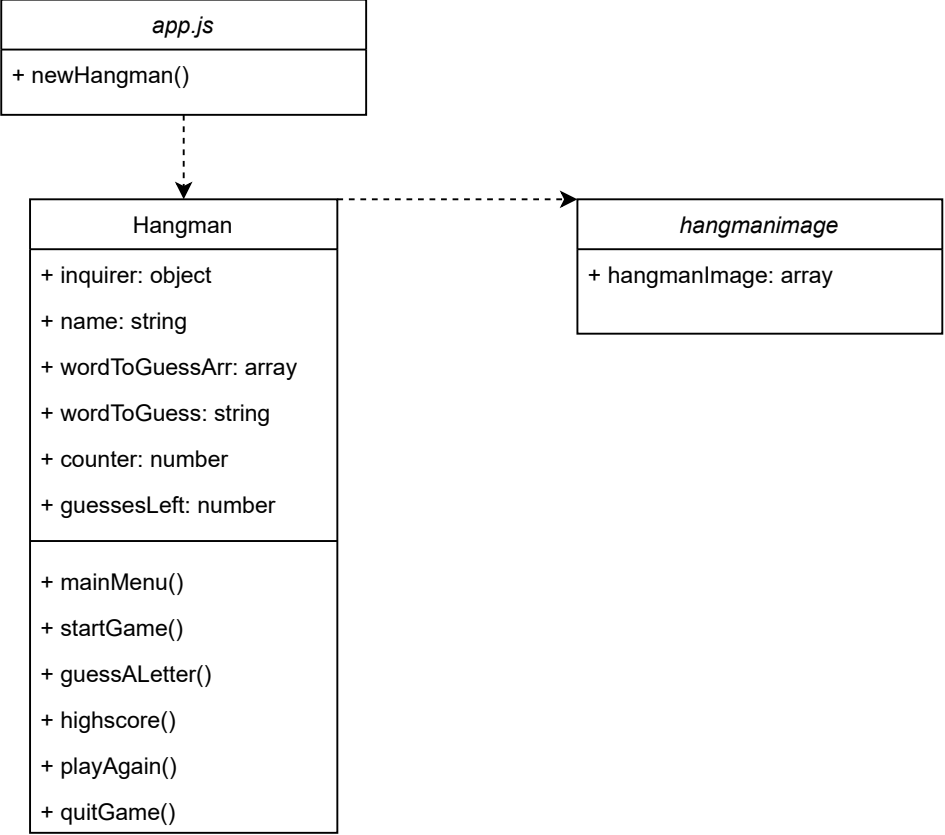 app.js
+ newHangman()
Hangman
+ inquirer: object
+ name: string
+ wordToGuessArr: array
+ wordToGuess: string
+ counter: number
+ guessesLeft: number
+ mainMenu()
+ startGame()
+ guessALetter()
+ highscore()
+ playAgain()
+ quitGame()
hangmanimage
+ hangmanImage: array